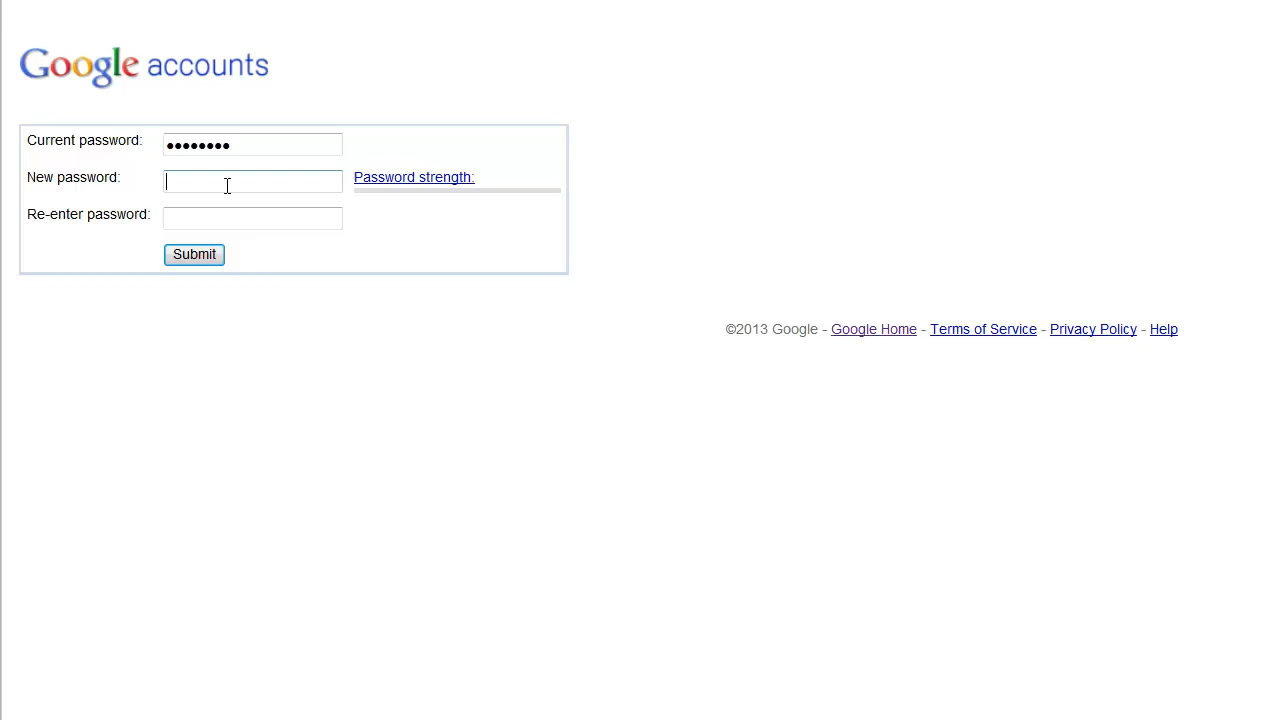 Google accounts
Current password: ••••••••
New password: Password strength:
Re-enter password:
Submit
©2013 Google - Google Home - Terms of Service - Privacy Policy - Help